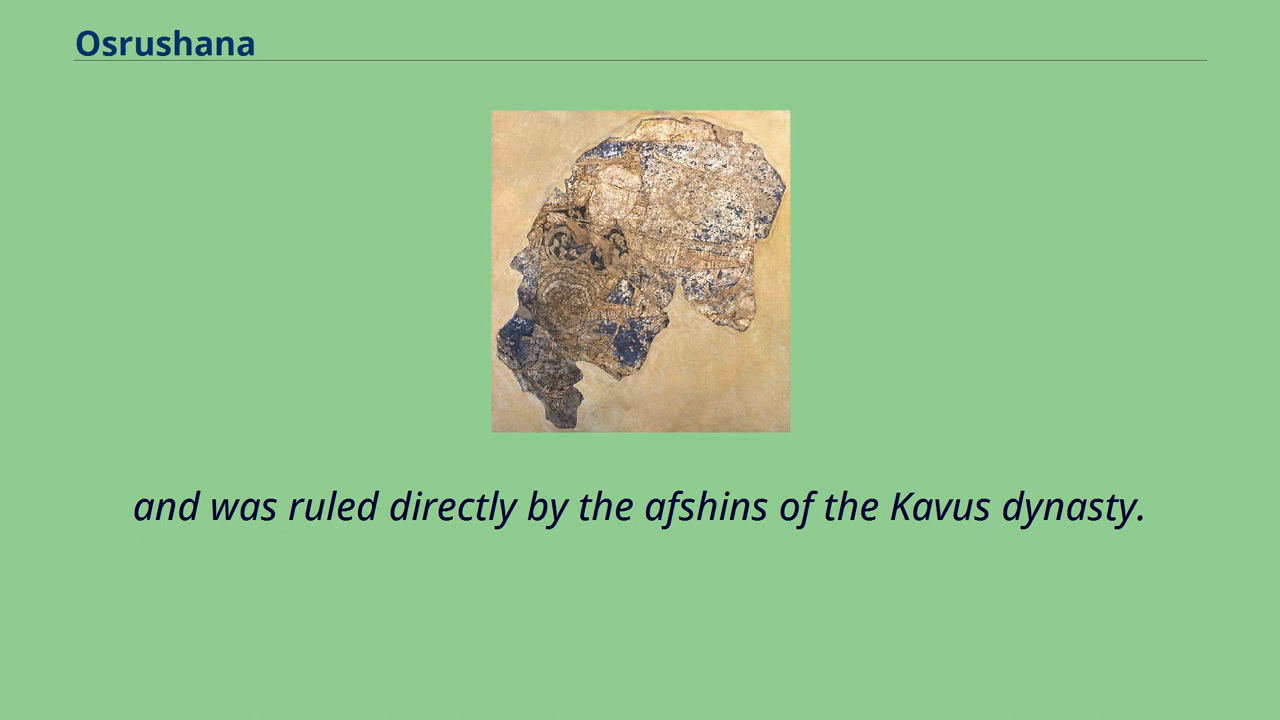 Osrushana
and was ruled directly by the afshins of the Kavus dynasty.